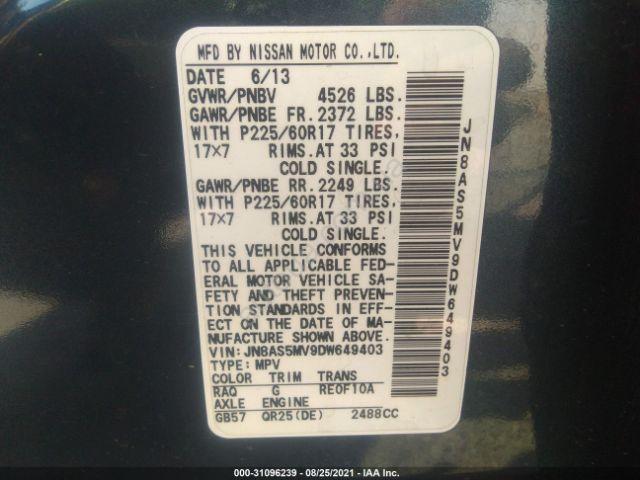 MFD BY NISSAN MOTOR CO.,LTD.
DATE 6/13
GVWR/PNBV 4526 LBS.
GAWR/PNBE FR. 2372 LBS.
WITH P225/60R17 TIRES,
17x7 RIMS.AT 33 PSI
COLD SINGLE.
GAWR/PNBE RR. 2249 LBS.
WITH P225/60R17 TIRES,
17x7 RIMS.AT 33 PSI
COLD SINGLE.
THIS VEHICLE CONFORMS
TO ALL APPLICABLE FED-
ERAL MOTOR VEHICLE SA-
FETY AND THEFT PREVEN-
TION STANDARDS IN EFF-
ECT ON THE DATE OF MA-
NUFACTURE SHOWN ABOVE.
VIN: JN8AS5MV9DW649403
TYPE: MPV
COLOR TRIM TRANS
RAQ G RE0F10A
AXLE ENGINE
GB57 QR25(DE) 2488CC
JN8AS5MV9DW649403
000-31096239 - 08/25/2021 - IAA Inc.